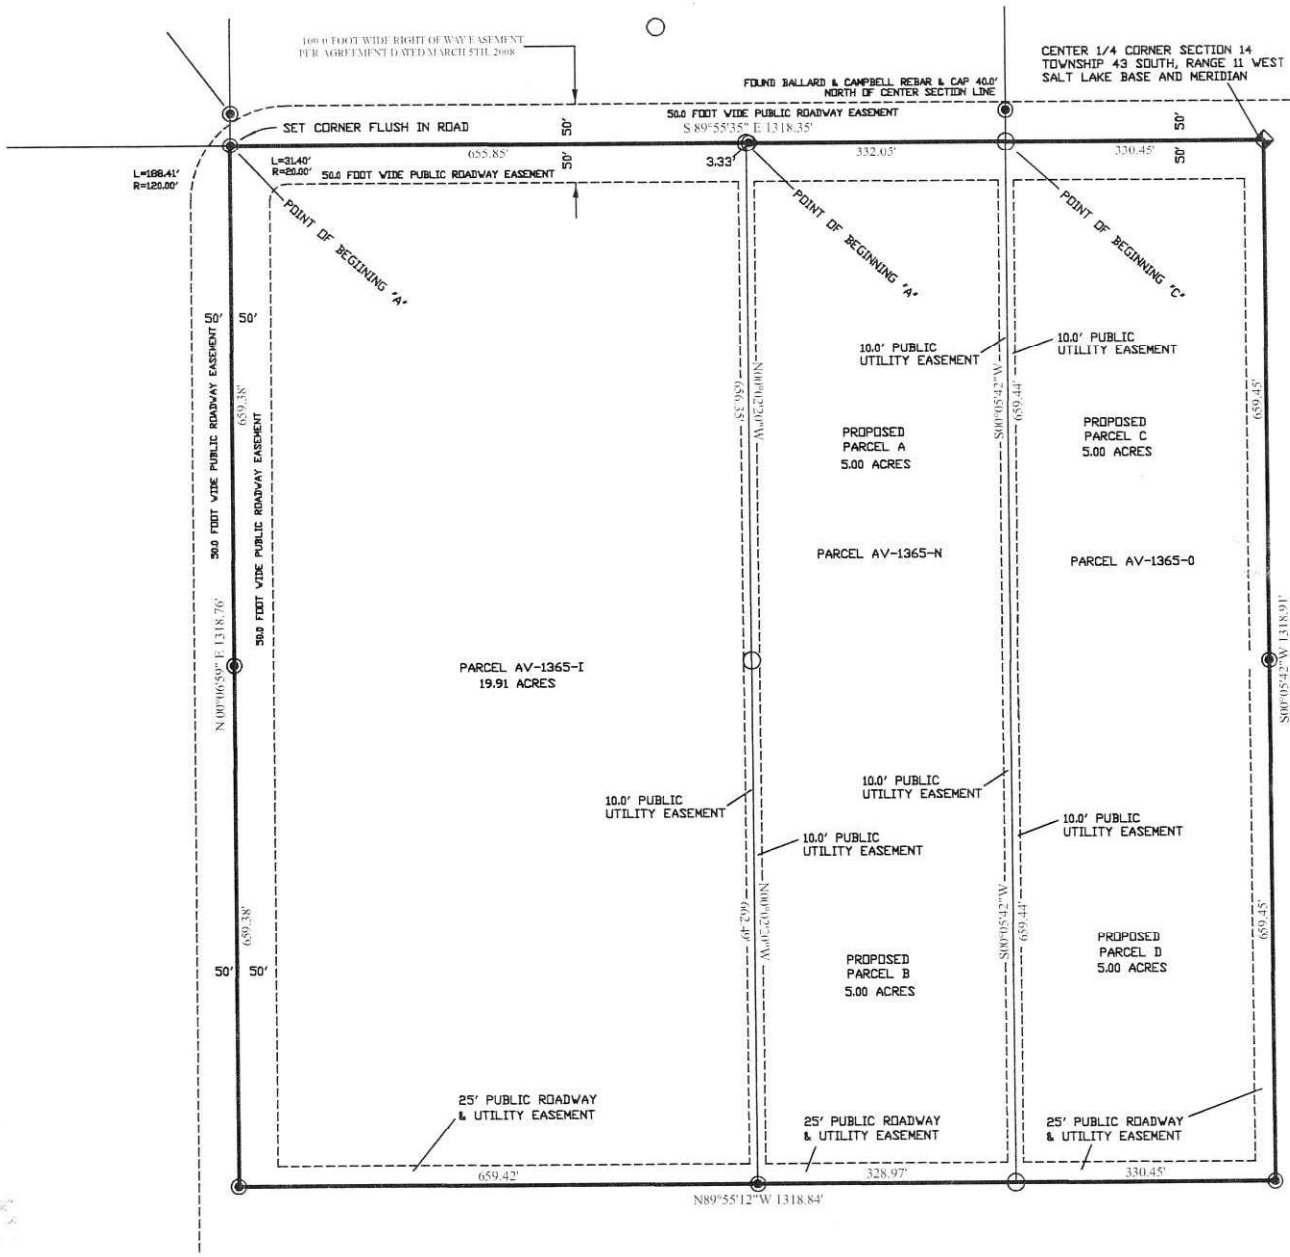 100.0 FOOT WIDE RIGHT OF WAY EASEMENT
PER AGREEMENT DATED MARCH 5TH, 2008
CENTER 1/4 CORNER SECTION 14
TOWNSHIP 43 SOUTH, RANGE 11 WEST
SALT LAKE BASE AND MERIDIAN
FOUND BALLARD & CAMPBELL REBAR & CAP 40.0'
NORTH OF CENTER SECTION LINE
50.0 FOOT WIDE PUBLIC ROADWAY EASEMENT
S 89°55'35" E 1318.35'
SET CORNER FLUSH IN ROAD
50'
50'
50'
50'
655.85'
3.33'
332.05'
330.45'
L=31.40'
R=20.00'
50.0 FOOT WIDE PUBLIC ROADWAY EASEMENT
L=188.41'
R=120.00'
POINT OF BEGIINING "A"
POINT OF BEGINNING "A"
POINT OF BEGINNING "C"
50'
50'
50.0 FOOT WIDE PUBLIC ROADWAY EASEMENT
659.38'
50.0 FOOT WIDE PUBLIC ROADWAY EASEMENT
N 00°06'59" E 1318.76'
10.0' PUBLIC
UTILITY EASEMENT
10.0' PUBLIC
UTILITY EASEMENT
656.35'
N00°02'20"W
S00°05'42"W
659.44'
659.45'
PROPOSED
PARCEL A
5.00 ACRES
PROPOSED
PARCEL C
5.00 ACRES
PARCEL AV-1365-N
PARCEL AV-1365-O
S00°05'42"W 1318.91'
PARCEL AV-1365-I
19.91 ACRES
10.0' PUBLIC
UTILITY EASEMENT
10.0' PUBLIC
UTILITY EASEMENT
10.0' PUBLIC
UTILITY EASEMENT
10.0' PUBLIC
UTILITY EASEMENT
659.38'
50'
50'
662.49'
N00°02'20"W
S00°05'42"W
659.44'
659.45'
PROPOSED
PARCEL B
5.00 ACRES
PROPOSED
PARCEL D
5.00 ACRES
25' PUBLIC ROADWAY
& UTILITY EASEMENT
25' PUBLIC ROADWAY
& UTILITY EASEMENT
25' PUBLIC ROADWAY
& UTILITY EASEMENT
659.42'
328.97'
330.45'
N89°55'12"W 1318.84'